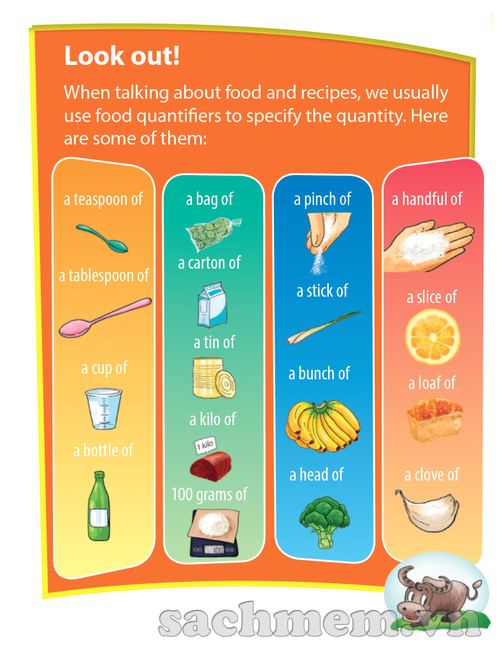 Look out!
When talking about food and recipes, we usually
use food quantifiers to specify the quantity. Here
are some of them:
a teaspoon of
a tablespoon of
a cup of
a bottle of
a bag of
a carton of
a tin of
a kilo of
1 kilo
100 grams of
a pinch of
a stick of
a bunch of
a head of
a handful of
a slice of
a loaf of
a clove of
sachmem.vn